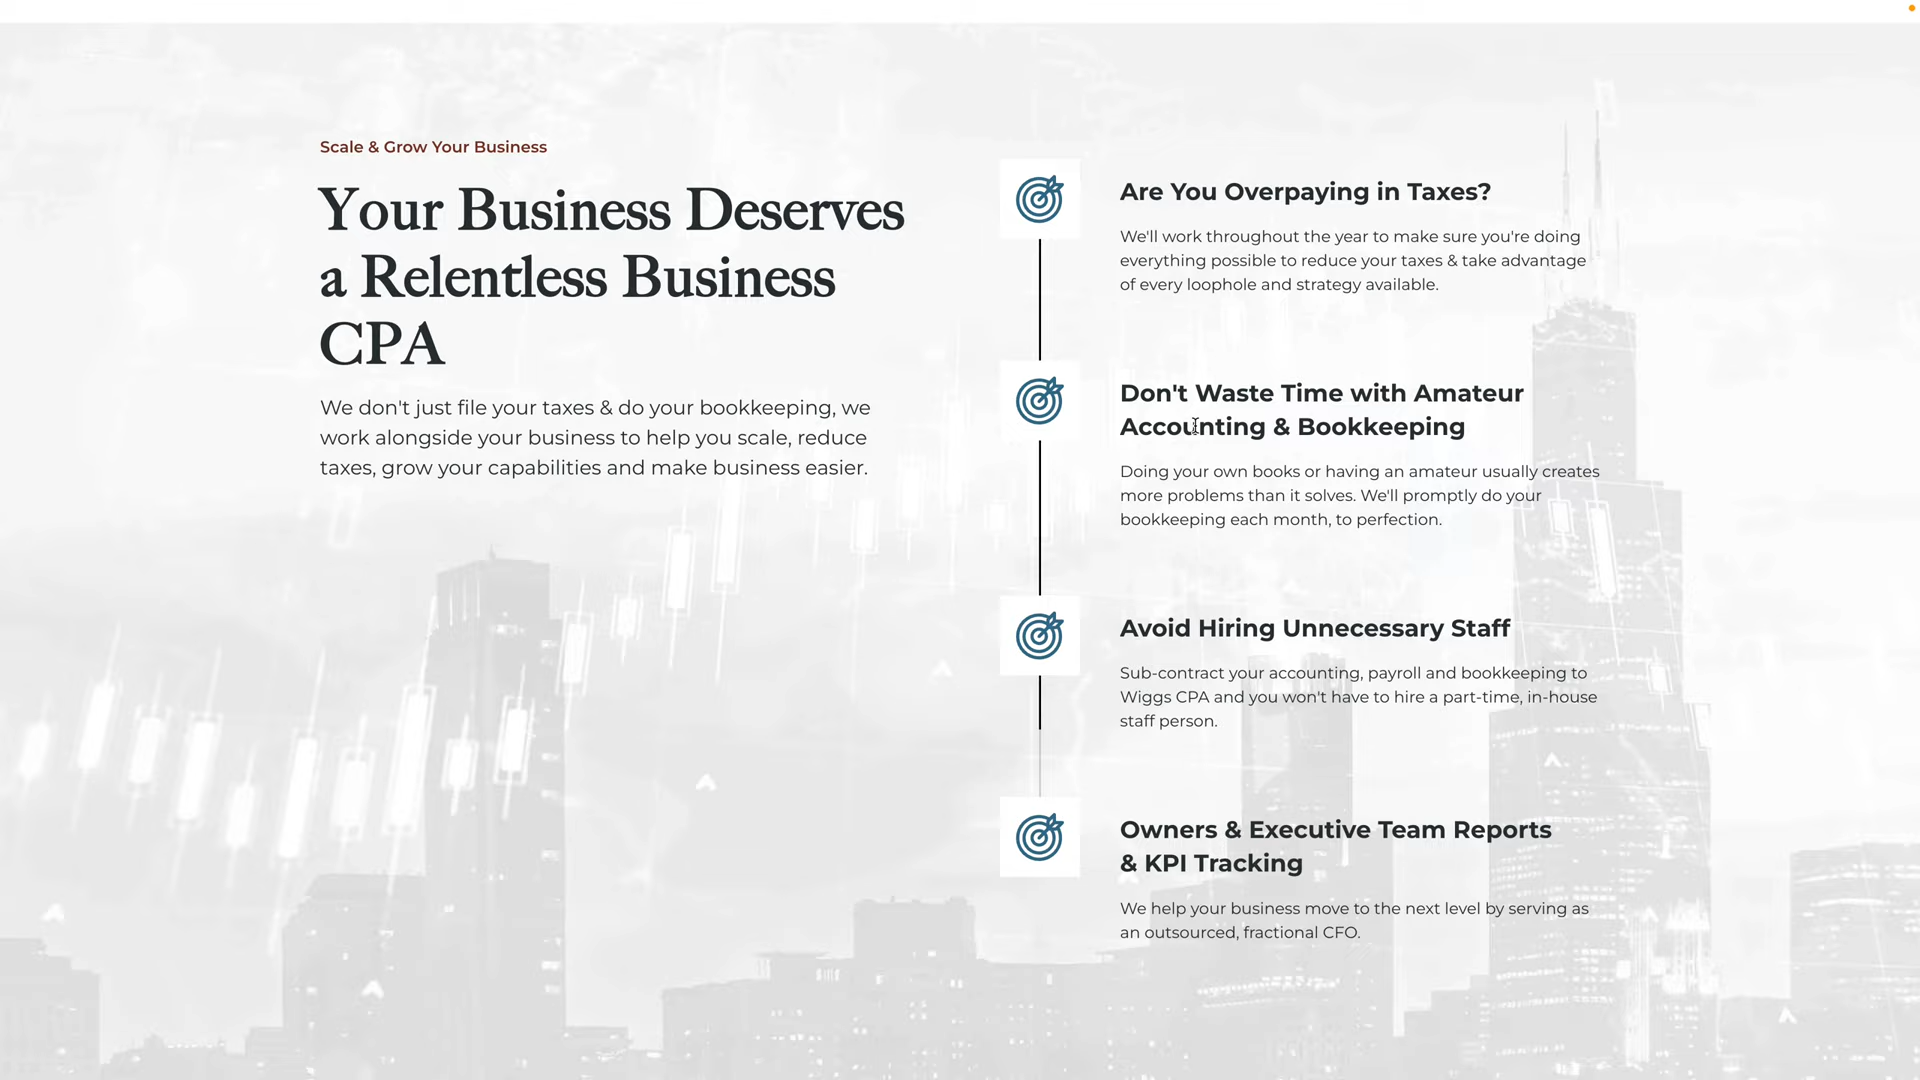 Scale & Grow Your Business
Your Business Deserves
a Relentless Business
CPA
We don't just file your taxes & do your bookkeeping, we
work alongside your business to help you scale, reduce
taxes, grow your capabilities and make business easier.
Are You Overpaying in Taxes?
We'll work throughout the year to make sure you're doing
everything possible to reduce your taxes & take advantage
of every loophole and strategy available.
Don't Waste Time with Amateur
Accounting & Bookkeeping
Doing your own books or having an amateur usually creates
more problems than it solves. We'll promptly do your
bookkeeping each month, to perfection.
Avoid Hiring Unnecessary Staff
Sub-contract your accounting, payroll and bookkeeping to
Wiggs CPA and you won't have to hire a part-time, in-house
staff person.
Owners & Executive Team Reports
& KPI Tracking
We help your business move to the next level by serving as
an outsourced, fractional CFO.